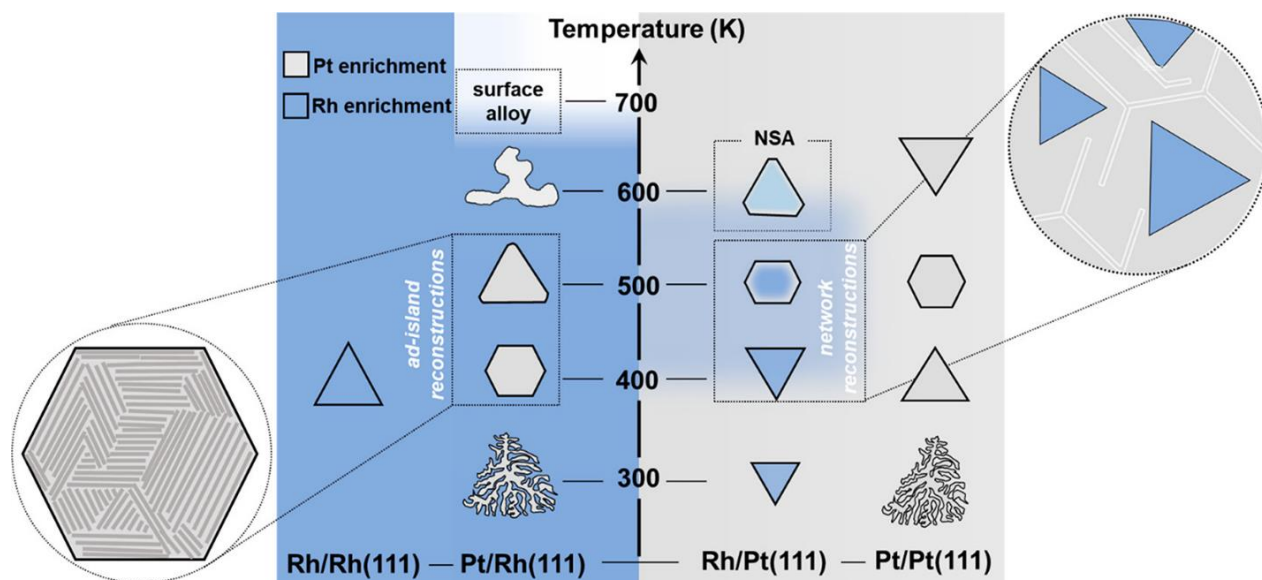 Temperature (K)
Pt enrichment
Rh enrichment
surface
alloy
700
NSA
600
ad-island
reconstructions
500
network
reconstructions
400
300
Rh/Rh(111) — Pt/Rh(111) — Rh/Pt(111) — Pt/Pt(111)